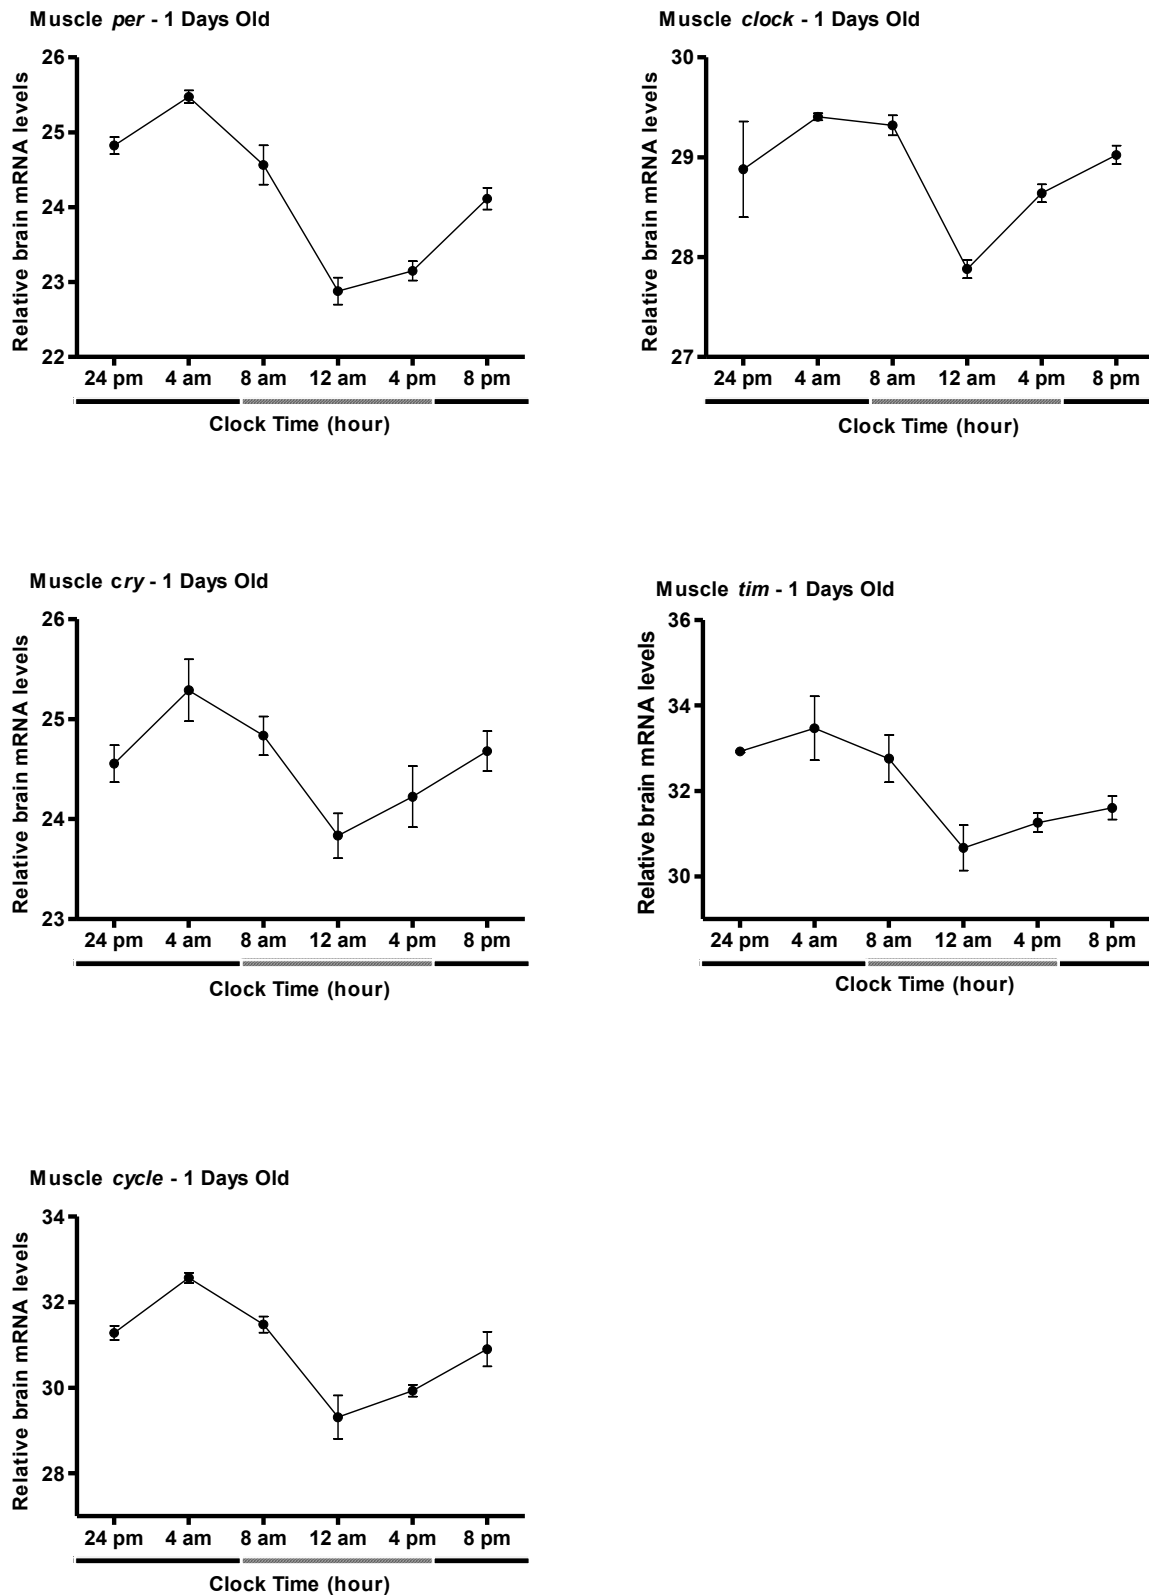 Muscle per - 1 Days Old
Relative brain mRNA levels
26
25
24
23
22
24 pm 4 am 8 am 12 am 4 pm 8 pm
Clock Time (hour)
Muscle clock - 1 Days Old
Relative brain mRNA levels
30
29
28
27
24 pm 4 am 8 am 12 am 4 pm 8 pm
Clock Time (hour)
Muscle cry - 1 Days Old
Relative brain mRNA levels
26
25
24
23
24 pm 4 am 8 am 12 am 4 pm 8 pm
Clock Time (hour)
Muscle tim - 1 Days Old
Relative brain mRNA levels
36
34
32
30
24 pm 4 am 8 am 12 am 4 pm 8 pm
Clock Time (hour)
Muscle cycle - 1 Days Old
Relative brain mRNA levels
34
32
30
28
24 pm 4 am 8 am 12 am 4 pm 8 pm
Clock Time (hour)